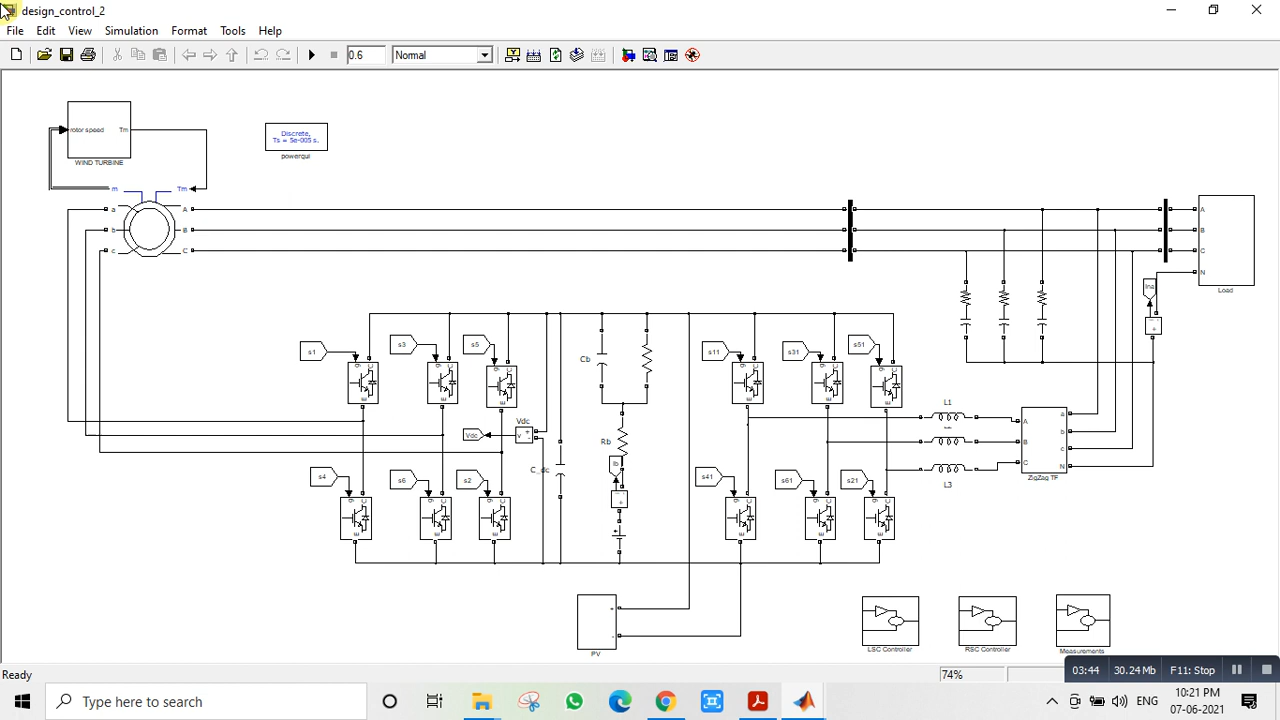 design_control_2
File Edit View Simulation Format Tools Help
0.6 Normal
rotor speed Tm
WIND TURBINE
Discrete,
Ts = 5e-005 s.
powergui
m Tm
a A
b B
c C
A
B
C
N
Load
Ina
s1 s3 s5
s11 s31 s51
g C g C g C
g C g C g C
E E E
E E E
Cb
Vdc
Vdc
v
+
-
Rb
Ib
C_dc
L1
L3
A
B
C
a
b
c
N
ZigZag TF
s4 s6 s2
s41 s61 s21
g C g C g C
g C g C g C
E E E
E E E
+
-
PV
LSC Controller
RSC Controller
Measurements
Ready
74%
03:44 30.24 Mb F11: Stop
Type here to search
ENG
10:21 PM
07-06-2021